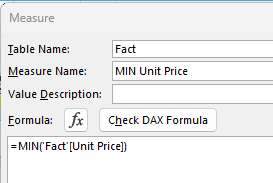 Measure
Table Name: Fact
Measure Name: MIN Unit Price
Value Description:
Formula: fx Check DAX Formula
=MIN('Fact'[Unit Price])